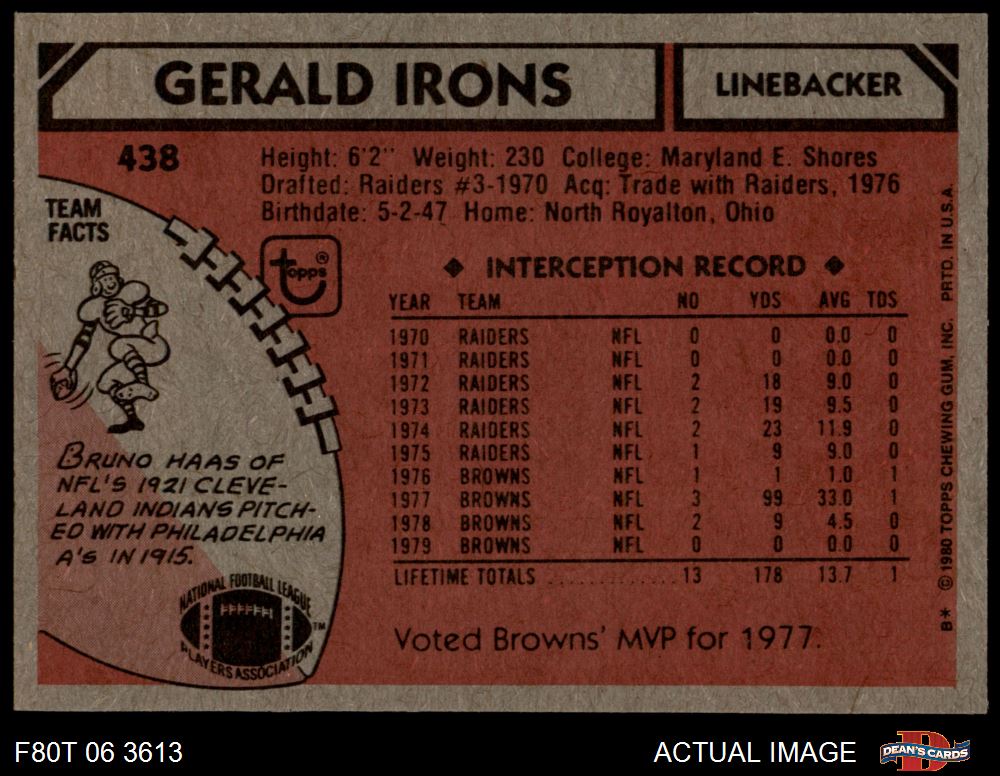 GERALD IRONS
LINEBACKER
438
Height: 6'2" Weight: 230 College: Maryland E. Shores
Drafted: Raiders #3-1970 Acq: Trade with Raiders, 1976
Birthdate: 5-2-47 Home: North Royalton, Ohio
TEAM
FACTS
topps®
BRUNO HAAS OF
NFL'S 1921 CLEVE-
LAND INDIANS PITCH-
ED WITH PHILADELPHIA
A'S IN 1915.
NATIONAL FOOTBALL LEAGUE
PLAYERS ASSOCIATION
TM
◆ INTERCEPTION RECORD ◆
YEAR TEAM NO YDS AVG TDS
1970 RAIDERS NFL 0 0 0.0 0
1971 RAIDERS NFL 0 0 0.0 0
1972 RAIDERS NFL 2 18 9.0 0
1973 RAIDERS NFL 2 19 9.5 0
1974 RAIDERS NFL 2 23 11.9 0
1975 RAIDERS NFL 1 9 9.0 0
1976 BROWNS NFL 1 1 1.0 1
1977 BROWNS NFL 3 99 33.0 1
1978 BROWNS NFL 2 9 4.5 0
1979 BROWNS NFL 0 0 0.0 0
LIFETIME TOTALS ............ 13 178 13.7 1
Voted Browns' MVP for 1977.
B* © 1980 TOPPS CHEWING GUM, INC. PRTD. IN U.S.A.
F80T 06 3613
ACTUAL IMAGE
DEAN'S CARDS